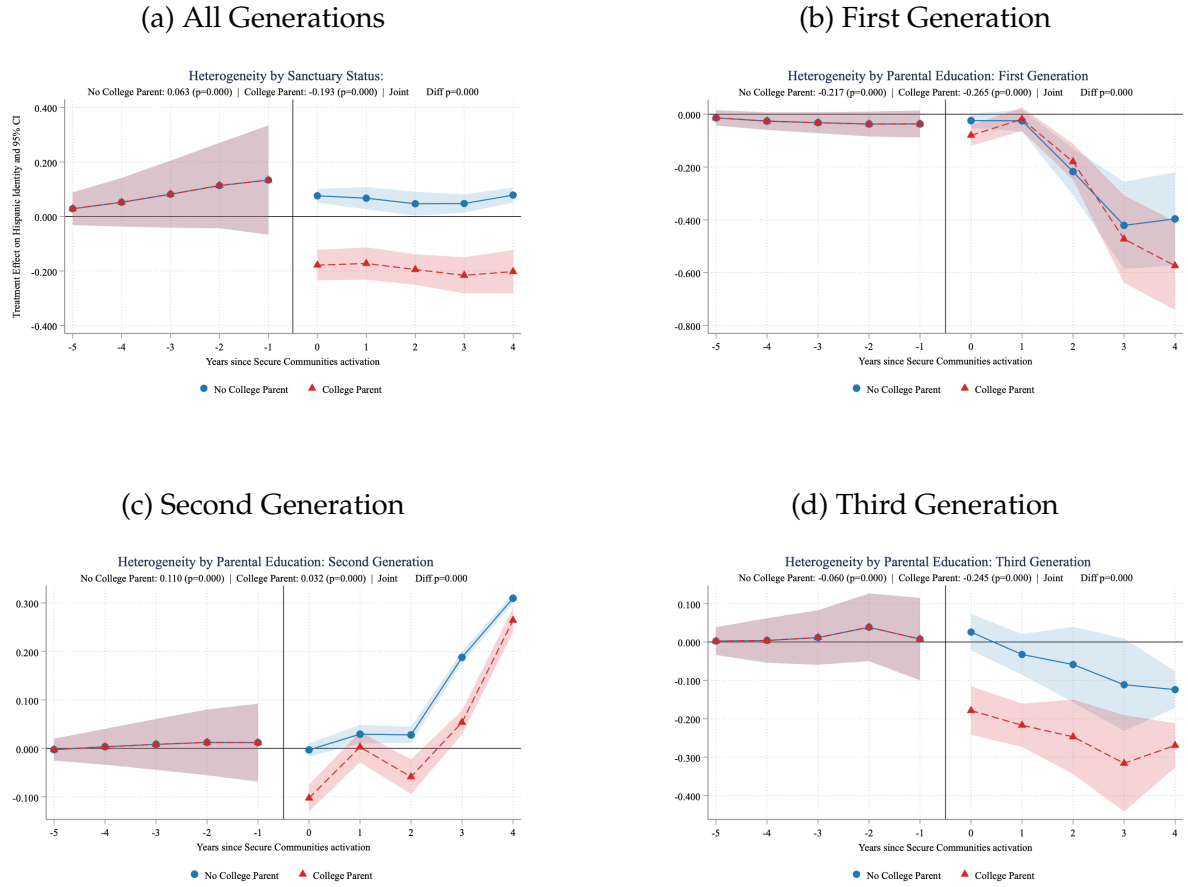 (a) All Generations
Heterogeneity by Sanctuary Status:
No College Parent: 0.063 (p=0.000) | College Parent: -0.193 (p=0.000) | Joint Diff p=0.000
Treatment Effect on Hispanic Identity and 95% CI
0.400
0.200
0.000
-0.200
-0.400
-5 -4 -3 -2 -1 0 1 2 3 4
Years since Secure Communities activation
No College Parent College Parent
(b) First Generation
Heterogeneity by Parental Education: First Generation
No College Parent: -0.217 (p=0.000) | College Parent: -0.265 (p=0.000) | Joint Diff p=0.000
0.000
-0.200
-0.400
-0.600
-0.800
-5 -4 -3 -2 -1 0 1 2 3 4
Years since Secure Communities activation
No College Parent College Parent
(c) Second Generation
Heterogeneity by Parental Education: Second Generation
No College Parent: 0.110 (p=0.000) | College Parent: 0.032 (p=0.000) | Joint Diff p=0.000
0.300
0.200
0.100
0.000
-0.100
-5 -4 -3 -2 -1 0 1 2 3 4
Years since Secure Communities activation
No College Parent College Parent
(d) Third Generation
Heterogeneity by Parental Education: Third Generation
No College Parent: -0.060 (p=0.000) | College Parent: -0.245 (p=0.000) | Joint Diff p=0.000
0.100
0.000
-0.100
-0.200
-0.300
-0.400
-5 -4 -3 -2 -1 0 1 2 3 4
Years since Secure Communities activation
No College Parent College Parent